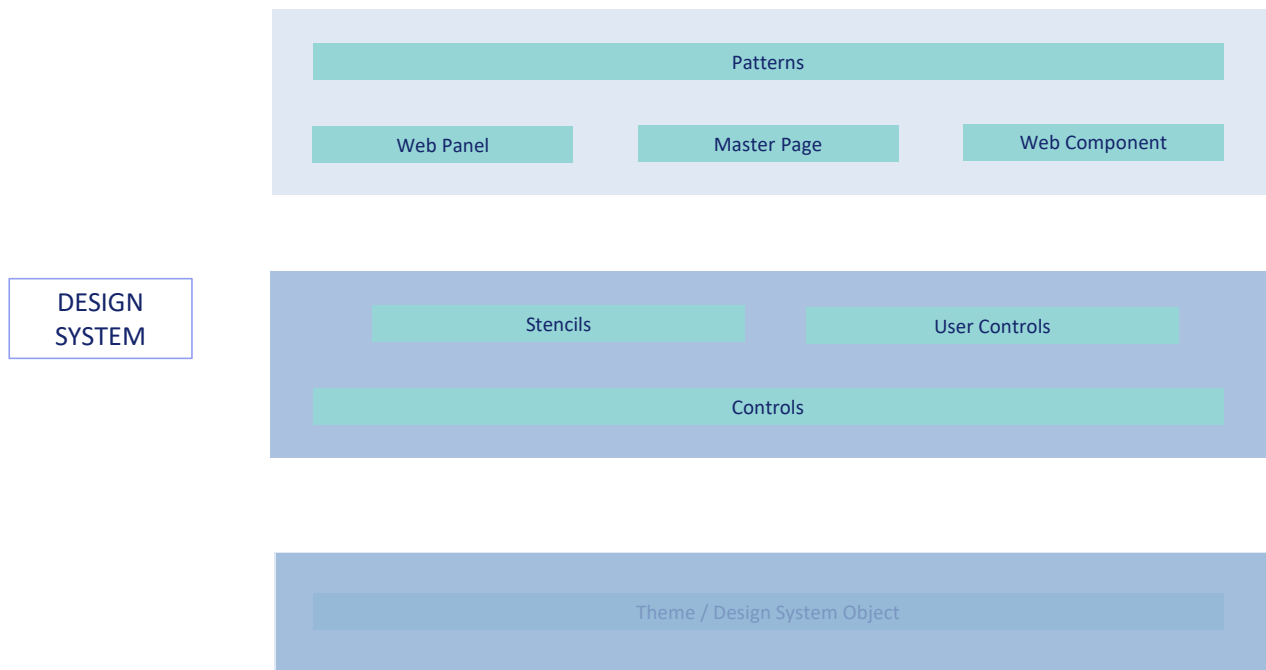 Patterns
Web Panel
Master Page
Web Component
DESIGN
SYSTEM
Stencils
User Controls
Controls
Theme / Design System Object